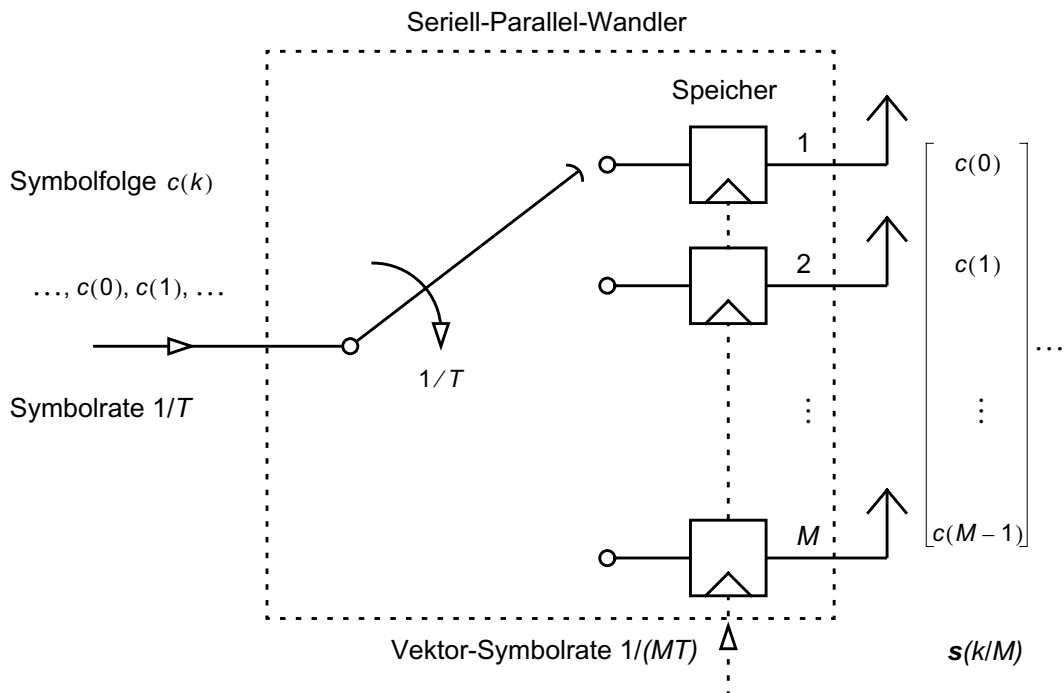 Seriell-Parallel-Wandler
Speicher
1
Symbolfolge c(k)
c(0)
2
c(1)
…, c(0), c(1), …
…
1/T
Symbolrate 1/T
⋮
⋮
M
c(M – 1)
Vektor-Symbolrate 1/(MT)
s(k/M)